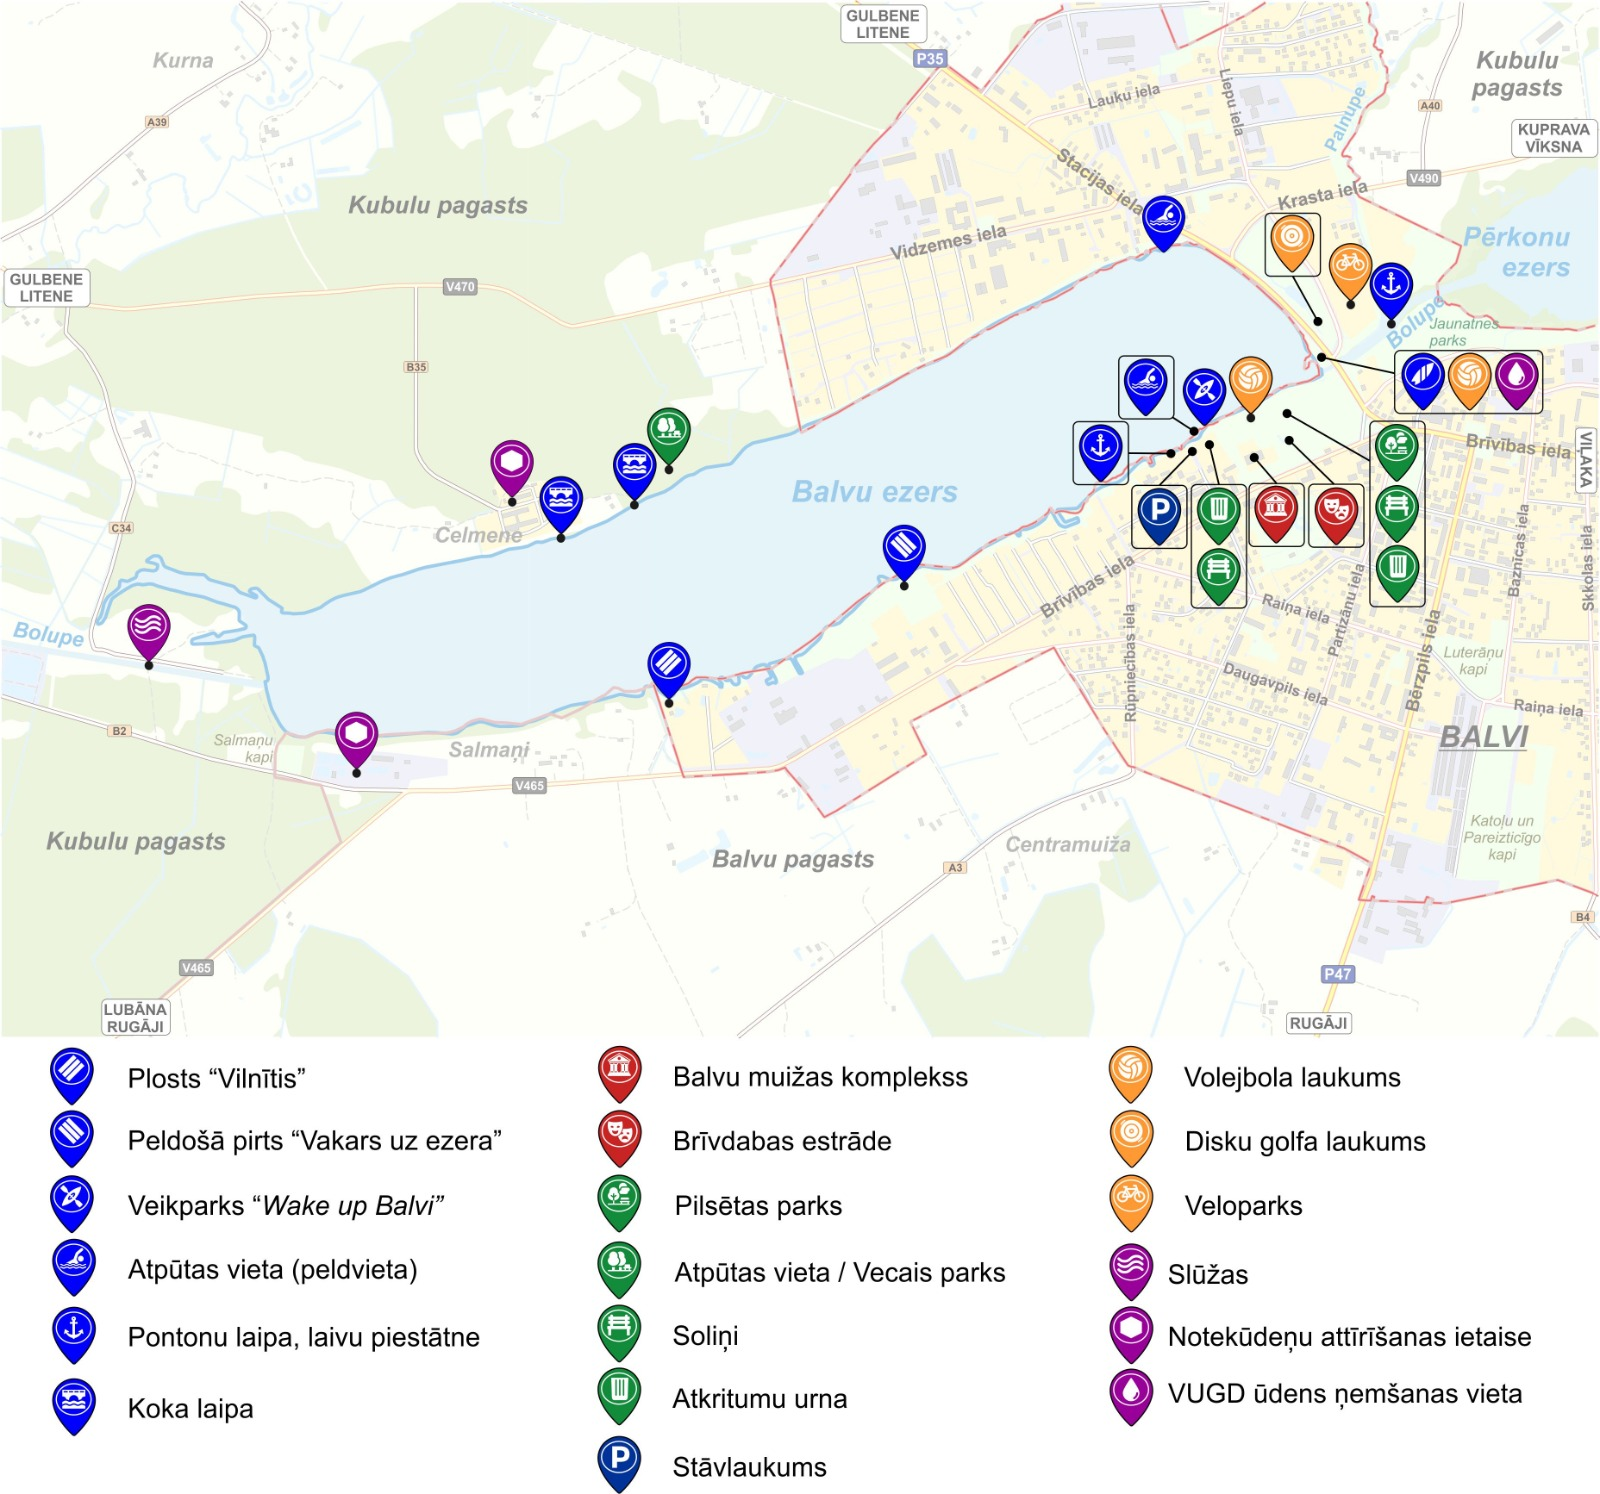 GULBENE
LITENE
Kurna
P35
Kubulu
pagasts
Lauku iela
Liepu iela
A40
Palnupe
A39
KUPRAVA
VĪKSNA
Stacijas iela
V490
Krasta iela
Kubulu pagasts
Vidzemes iela
Pērkonu
ezers
GULBENE
LITENE
V470
Bolupe
Jaunatnes
parks
B35
Brīvības iela
VIĻAKA
Balvu ezers
P
C34
Celmene
Baznīcas iela
Skkolas iela
Brīvības iela
Raiņa iela
Partizānu iela
Bolupe
Rūpniecības iela
Bērzpils iela
Luterāņu
kapi
Daugavpils iela
Raiņa iela
B2
Salmaņu
kapi
Salmaņi
BALVI
V465
Kubulu pagasts
Balvu pagasts
Centramuiža
Katoļu un
Pareizticīgo
kapi
A3
B4
V465
P47
LUBĀNA
RUGĀJI
RUGĀJI
Plosts “Vilnītis”
Peldošā pirts “Vakars uz ezera”
Veikparks “Wake up Balvi”
Atpūtas vieta (peldvieta)
Pontonu laipa, laivu piestātne
Koka laipa
Balvu muižas komplekss
Brīvdabas estrāde
Pilsētas parks
Atpūtas vieta / Vecais parks
Soliņi
Atkritumu urna
P Stāvlaukums
Volejbola laukums
Disku golfa laukums
Veloparks
Slūžas
Notekūdeņu attīrīšanas ietaise
VUGD ūdens ņemšanas vieta